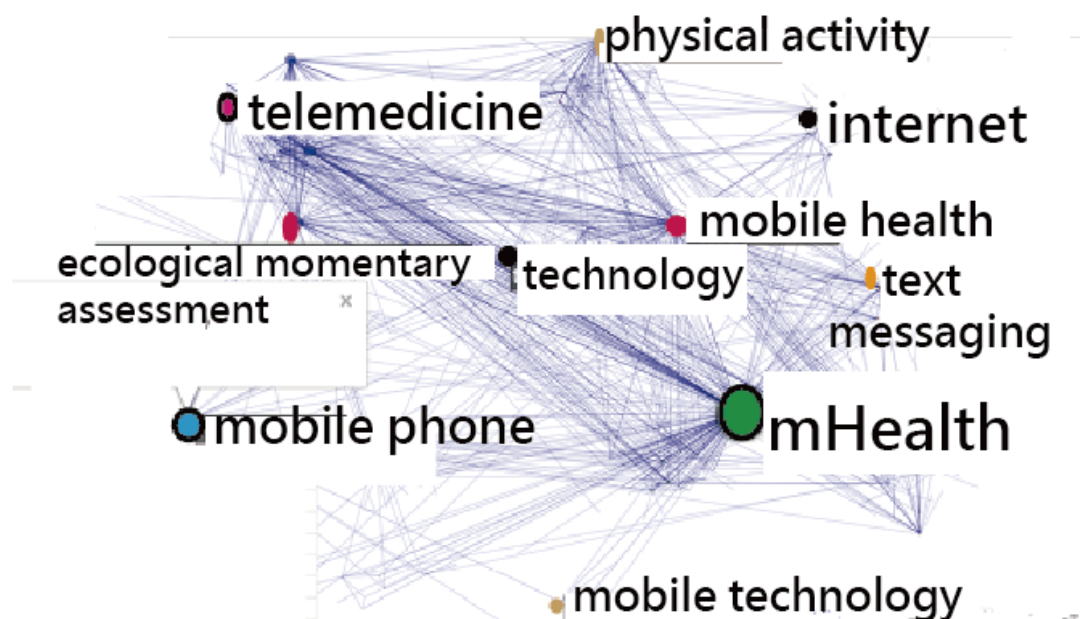 physical activity
telemedicine
internet
mobile health
ecological momentary
assessment
technology
text
messaging
x
mobile phone
mHealth
mobile technology